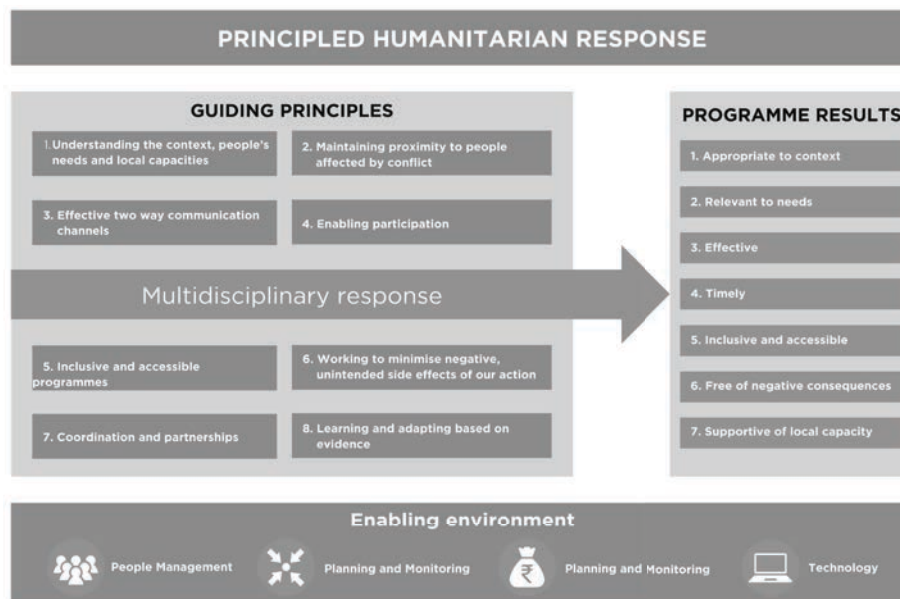 PRINCIPLED HUMANITARIAN RESPONSE
GUIDING PRINCIPLES
1.Understanding the context, people's
needs and local capacities
2. Maintaining proximity to people
affected by conflict
3. Effective two way communication
channels
4. Enabling participation
Multidisciplinary response
5. Inclusive and accessible
programmes
6. Working to minimise negative,
unintended side effects of our action
7. Coordination and partnerships
8. Learning and adapting based on
evidence
PROGRAMME RESULTS
1. Appropriate to context
2. Relevant to needs
3. Effective
4. Timely
5. Inclusive and accessible
6. Free of negative consequences
7. Supportive of local capacity
Enabling environment
People Management
Planning and Monitoring
₹
Planning and Monitoring
Technology